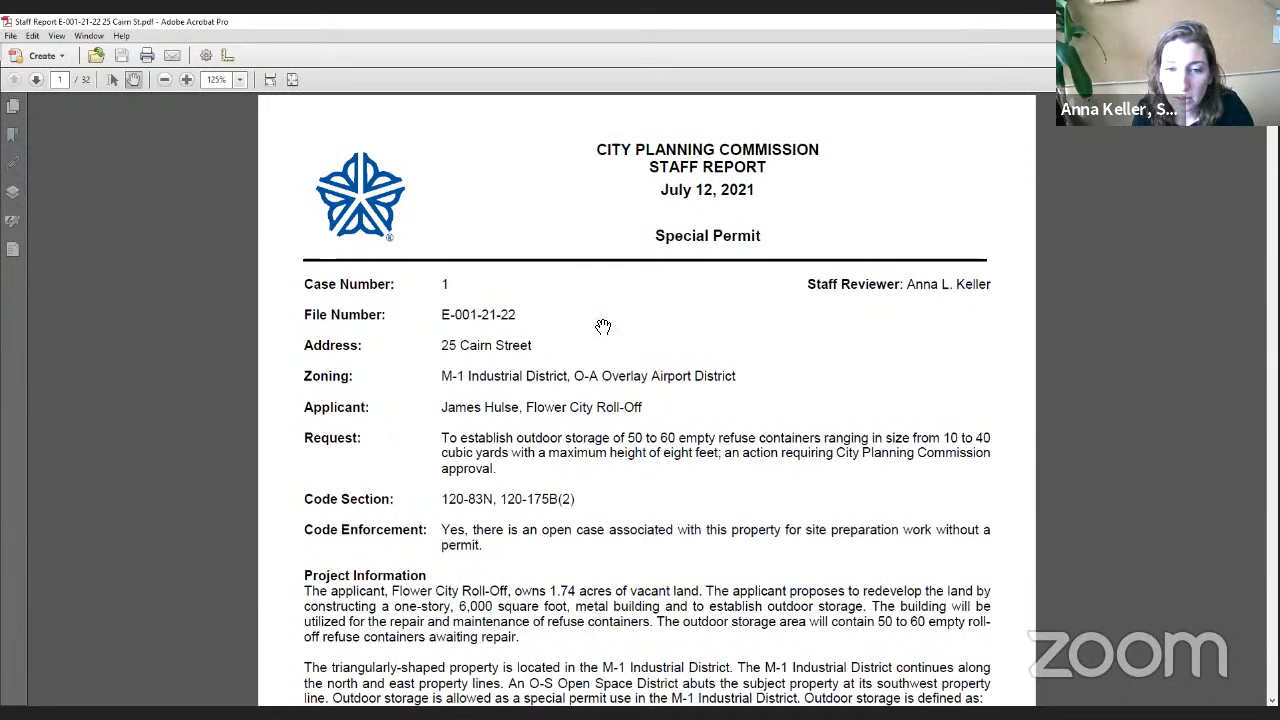 Staff Report E-001-21-22 25 Cairn St.pdf - Adobe Acrobat Pro
File Edit View Window Help
Create
1 / 32 125%
Anna Keller, S...
CITY PLANNING COMMISSION
STAFF REPORT
July 12, 2021
Special Permit
Case Number: 1 Staff Reviewer: Anna L. Keller
File Number: E-001-21-22
Address: 25 Cairn Street
Zoning: M-1 Industrial District, O-A Overlay Airport District
Applicant: James Hulse, Flower City Roll-Off
Request: To establish outdoor storage of 50 to 60 empty refuse containers ranging in size from 10 to 40
cubic yards with a maximum height of eight feet; an action requiring City Planning Commission
approval.
Code Section: 120-83N, 120-175B(2)
Code Enforcement: Yes, there is an open case associated with this property for site preparation work without a
permit.
Project Information
The applicant, Flower City Roll-Off, owns 1.74 acres of vacant land. The applicant proposes to redevelop the land by
constructing a one-story, 6,000 square foot, metal building and to establish outdoor storage. The building will be
utilized for the repair and maintenance of refuse containers. The outdoor storage area will contain 50 to 60 empty roll-
off refuse containers awaiting repair.
The triangularly-shaped property is located in the M-1 Industrial District. The M-1 Industrial District continues along
the north and east property lines. An O-S Open Space District abuts the subject property at its southwest property
line. Outdoor storage is allowed as a special permit use in the M-1 Industrial District. Outdoor storage is defined as:
zoom